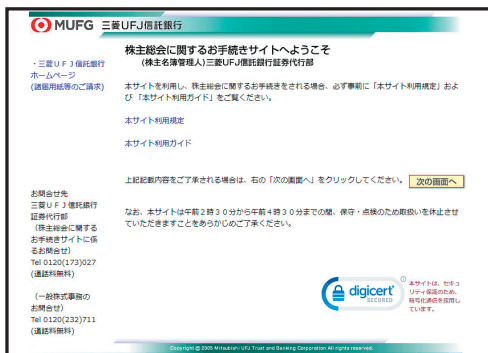 MUFG 三菱UFJ信託銀行
・三菱ＵＦＪ信託銀行
ホームページ
(諸届用紙等のご請求)
株主総会に関するお手続きサイトへようこそ
(株主名簿管理人)三菱UFJ信託銀行証券代行部
本サイトを利用し、株主総会に関するお手続きをされる場合、必ず事前に「本サイト利用規定」およ
び「本サイト利用ガイド」をご覧ください。
本サイト利用規定
本サイト利用ガイド
上記記載内容をご了承される場合は、右の「次の画面へ」をクリックしてください。 次の画面へ
なお、本サイトは午前２時３０分から午前４時３０分までの間、保守・点検のため取扱いを休止させ
ていただきますことをあらかじめご了承ください。
お問合せ先
三菱ＵＦＪ信託銀行
証券代行部
（株主総会に関する
お手続きサイトに係
るお問合せ）
Tel 0120(173)027
(通話料無料)
（一般株式事務の
お問合せ）
Tel 0120(232)711
(通話料無料)
digicert
SECURED
本サイトは、セキュ
リティ保護のため、
暗号化通信を採用し
ています。
Copyright © 2005 Mitsubishi UFJ Trust and Banking Corporation All rights reserved.